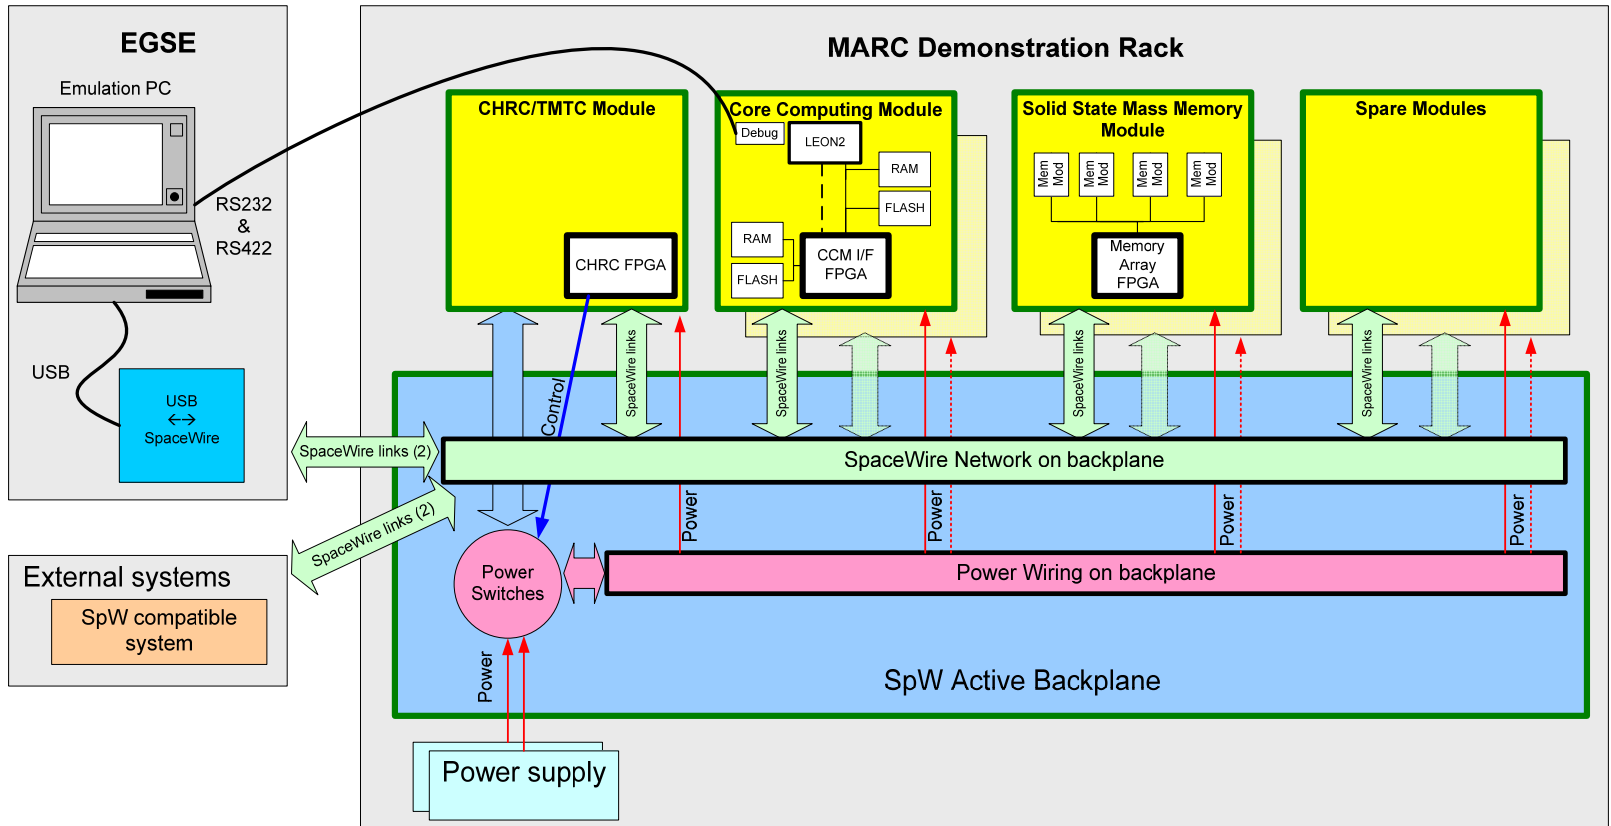 EGSE
Emulation PC
RS232
&
RS422
USB
USB
<->
SpaceWire
SpaceWire links (2)
SpaceWire links (2)
External systems
SpW compatible
system
MARC Demonstration Rack
CHRC/TMTC Module
CHRC FPGA
Core Computing Module
Debug
LEON2
RAM
FLASH
RAM
FLASH
CCM I/F
FPGA
Solid State Mass Memory
Module
Mem
Mod
Mem
Mod
Mem
Mod
Mem
Mod
Memory
Array
FPGA
Spare Modules
Control
SpaceWire links
SpaceWire links
SpaceWire links
SpaceWire links
SpaceWire Network on backplane
Power
Power
Power
Power
Power
Switches
Power Wiring on backplane
SpW Active Backplane
Power
Power supply